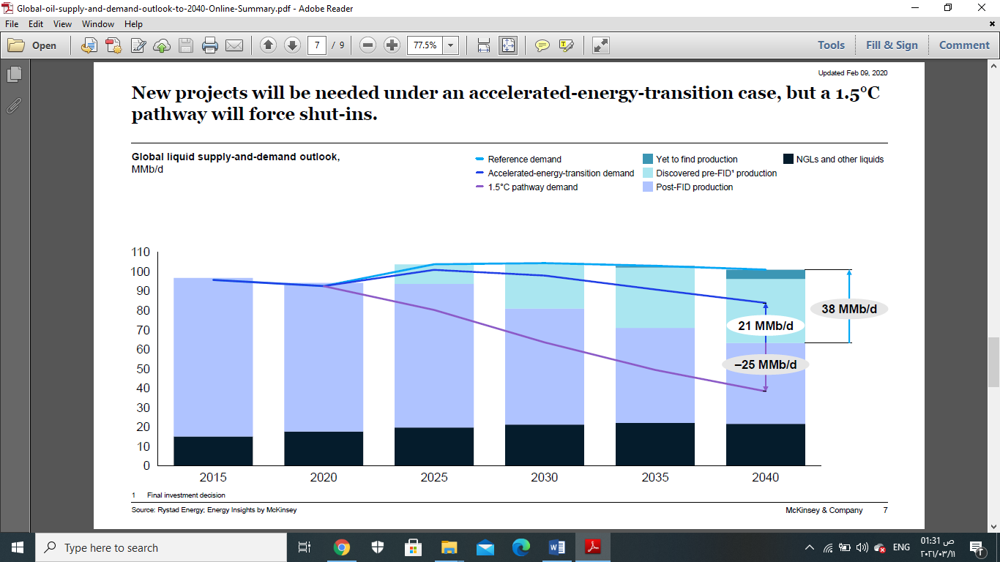 Global-oil-supply-and-demand-outlook-to-2040-Online-Summary.pdf - Adobe Reader
File Edit View Window Help
Open 7 / 9 77.5% Tools Fill & Sign Comment
Updated Feb 09, 2020
New projects will be needed under an accelerated-energy-transition case, but a 1.5°C
pathway will force shut-ins.
Global liquid supply-and-demand outlook,
MMb/d
Reference demand
Accelerated-energy-transition demand
1.5°C pathway demand
Yet to find production
Discovered pre-FID¹ production
Post-FID production
NGLs and other liquids
110
100
90
80
70
60
50
40
30
20
10
0
38 MMb/d
21 MMb/d
–25 MMb/d
2015 2020 2025 2030 2035 2040
1 Final investment decision
Source: Rystad Energy; Energy Insights by McKinsey
McKinsey & Company 7
Type here to search
ENG
01:31 ص
٢٠٢١/٠٣/١١
٢